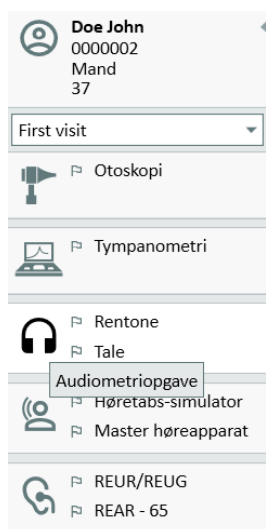 Doe John
0000002
Mand
37
First visit
Otoskopi
Tympanometri
Rentone
Tale
Audiometriopgave
Høretabs-simulator
Master høreapparat
REUR/REUG
REAR - 65